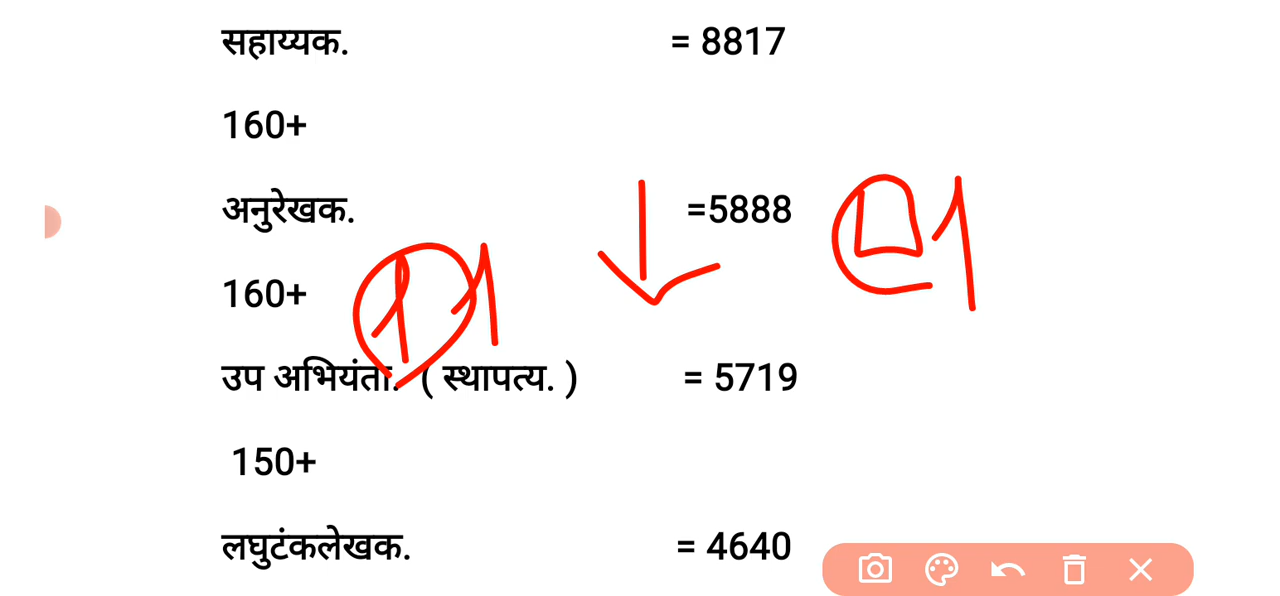 सहाय्यक. = 8817
160+
अनुरेखक. =5888
160+
उप अभियंता. ( स्थापत्य. ) = 5719
150+
लघुटंकलेखक. = 4640